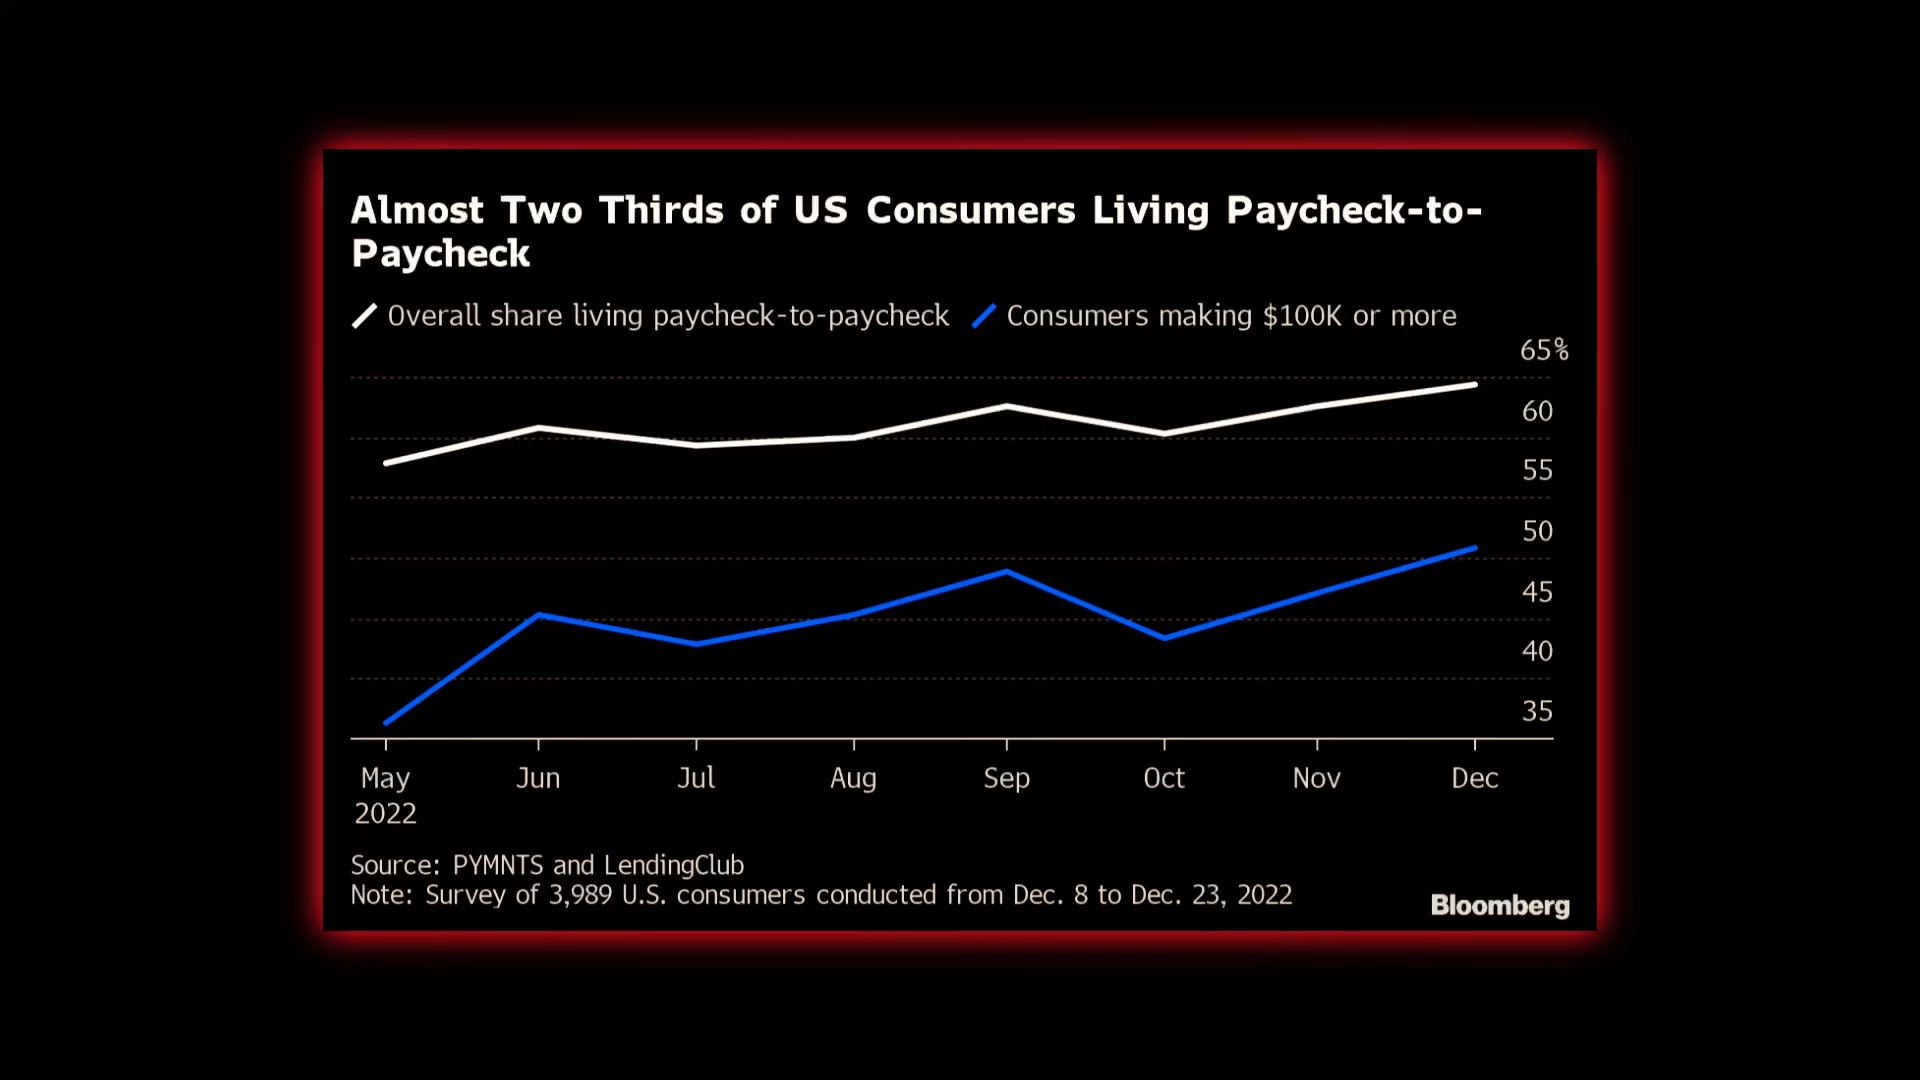 Almost Two Thirds of US Consumers Living Paycheck-to-
Paycheck
Overall share living paycheck-to-paycheck Consumers making $100K or more
65%
60
55
50
45
40
35
May Jun Jul Aug Sep Oct Nov Dec
2022
Source: PYMNTS and LendingClub
Note: Survey of 3,989 U.S. consumers conducted from Dec. 8 to Dec. 23, 2022
Bloomberg